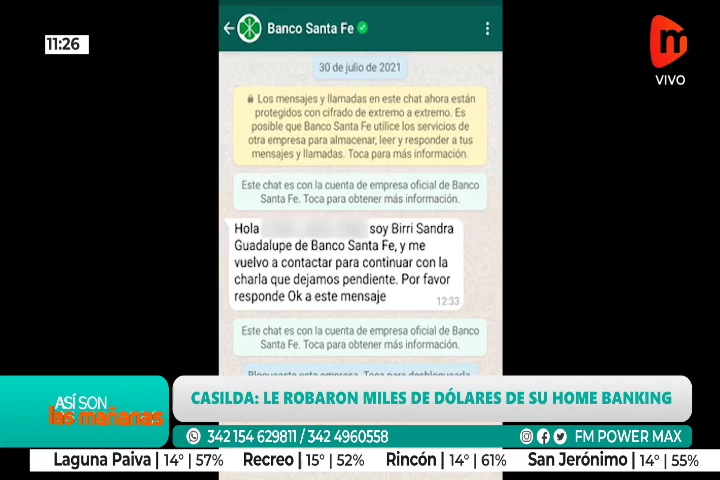 11:26
Banco Santa Fe
m
VIVO
30 de julio de 2021
Los mensajes y llamadas en este chat ahora están
protegidos con cifrado de extremo a extremo. Es
posible que Banco Santa Fe utilice los servicios de
otra empresa para almacenar, leer y responder a tus
mensajes y llamadas. Toca para más información.
Este chat es con la cuenta de empresa oficial de Banco
Santa Fe. Toca para obtener más información.
Hola soy Birri Sandra
Guadalupe de Banco Santa Fe, y me
vuelvo a contactar para continuar con la
charla que dejamos pendiente. Por favor
responde Ok a este mensaje
12:33
Este chat es con la cuenta de empresa oficial de Banco
Santa Fe. Toca para obtener más información.
Bloqueaste esta empresa. Toca para desbloquearla.
ASÍ SON
las mañanas
CASILDA: LE ROBARON MILES DE DÓLARES DE SU HOME BANKING
342 154 629811 / 342 4960558
FM POWER MAX
Laguna Paiva | 14° | 57% Recreo | 15° | 52% Rincón | 14° | 61% San Jerónimo | 14° | 55%